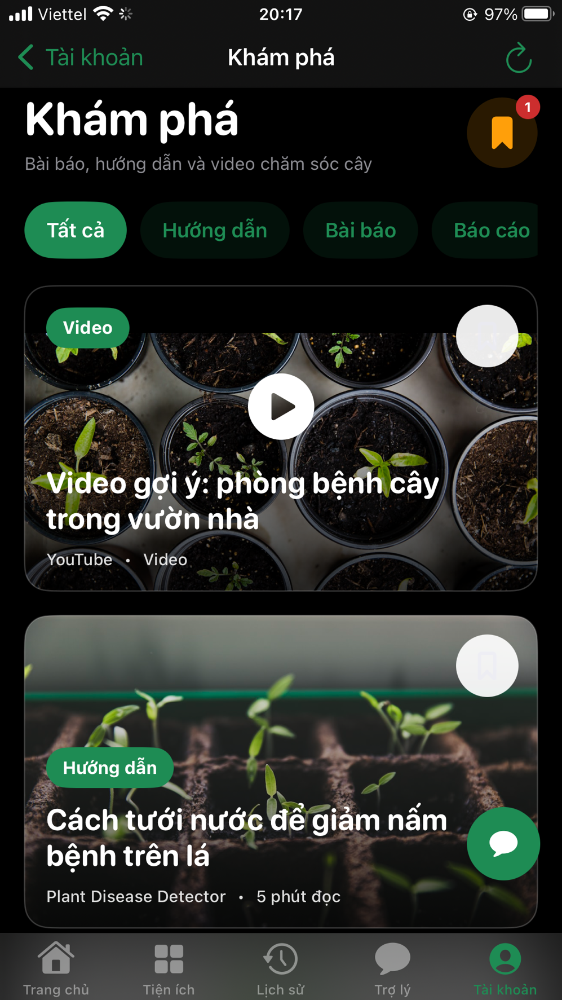 Viettel 20:17 97%
Tài khoản Khám phá
Khám phá
1
Bài báo, hướng dẫn và video chăm sóc cây
Tất cả Hướng dẫn Bài báo Báo cáo
Video
Video gợi ý: phòng bệnh cây
trong vườn nhà
YouTube • Video
Hướng dẫn
Cách tưới nước để giảm nấm
bệnh trên lá
Plant Disease Detector • 5 phút đọc
Trang chủ Tiện ích Lịch sử Trợ lý Tài khoản